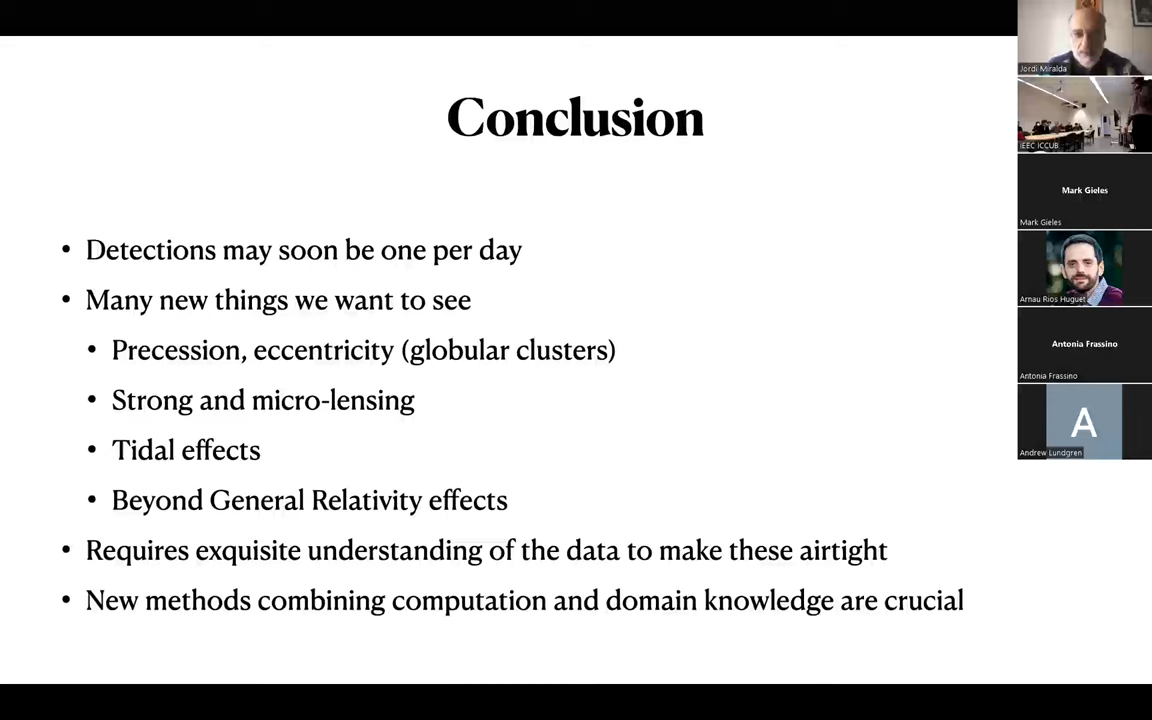 Conclusion
• Detections may soon be one per day
• Many new things we want to see
• Precession, eccentricity (globular clusters)
• Strong and micro-lensing
• Tidal effects
• Beyond General Relativity effects
• Requires exquisite understanding of the data to make these airtight
• New methods combining computation and domain knowledge are crucial
Jordi Miralda
IEEC ICCUB
Mark Gieles
Mark Gieles
Arnau Rios Huguet
Antonia Frassino
Antonia Frassino
A
Andrew Lundgren